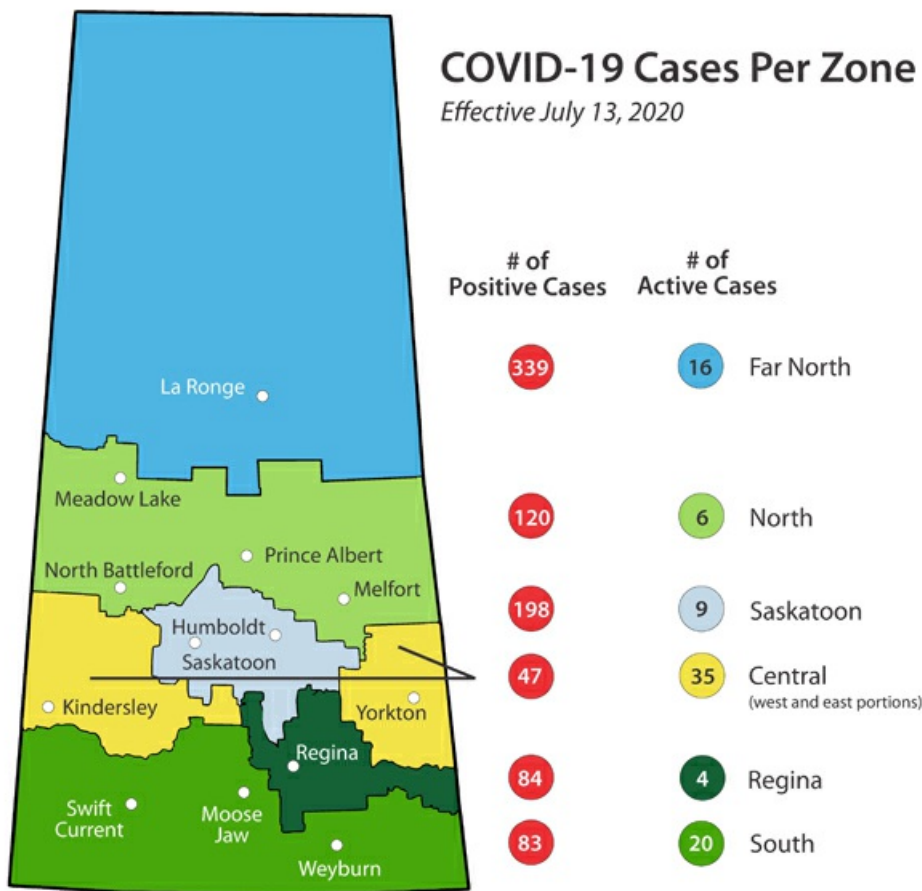 COVID-19 Cases Per Zone
Effective July 13, 2020
# of
Positive Cases
# of
Active Cases
339
16
Far North
120
6
North
198
9
Saskatoon
47
35
Central
(west and east portions)
84
4
Regina
83
20
South
La Ronge
Meadow Lake
Prince Albert
North Battleford
Melfort
Humboldt
Saskatoon
Kindersley
Yorkton
Regina
Swift
Current
Moose
Jaw
Weyburn